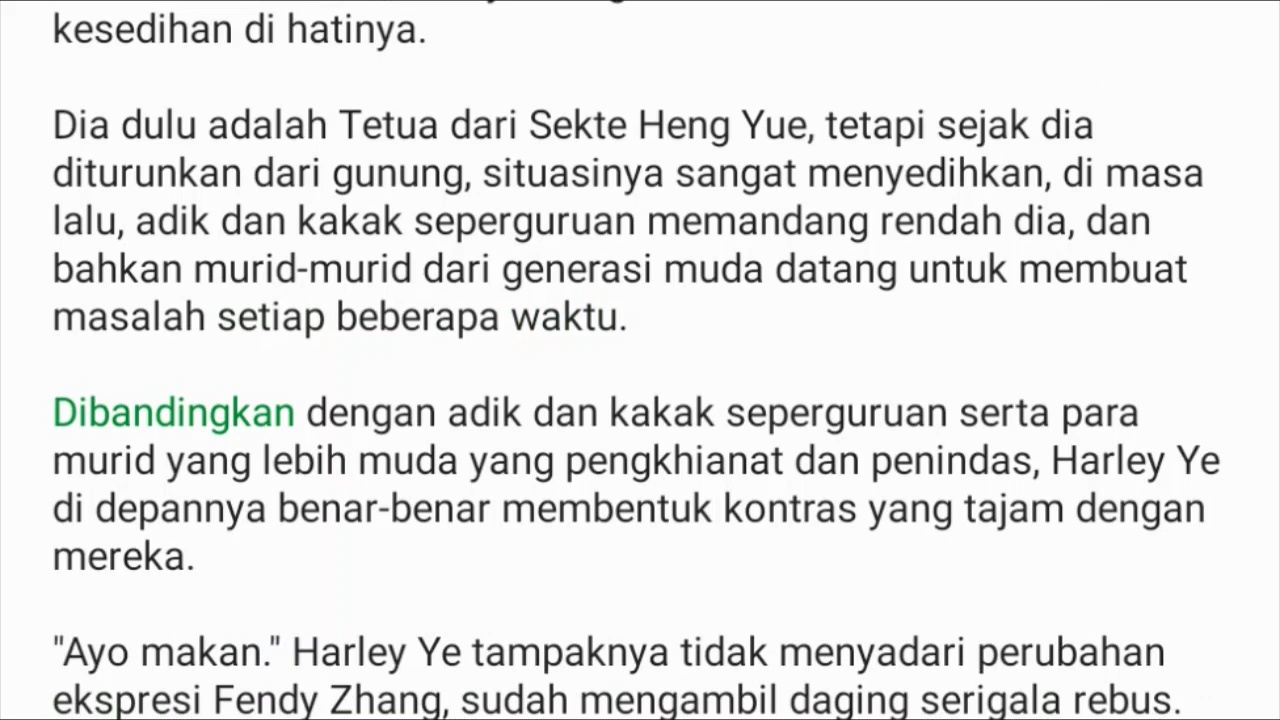 kesedihan di hatinya.
Dia dulu adalah Tetua dari Sekte Heng Yue, tetapi sejak dia
diturunkan dari gunung, situasinya sangat menyedihkan, di masa
lalu, adik dan kakak seperguruan memandang rendah dia, dan
bahkan murid-murid dari generasi muda datang untuk membuat
masalah setiap beberapa waktu.
Dibandingkan dengan adik dan kakak seperguruan serta para
murid yang lebih muda yang pengkhianat dan penindas, Harley Ye
di depannya benar-benar membentuk kontras yang tajam dengan
mereka.
"Ayo makan." Harley Ye tampaknya tidak menyadari perubahan
ekspresi Fendy Zhang, sudah mengambil daging serigala rebus.